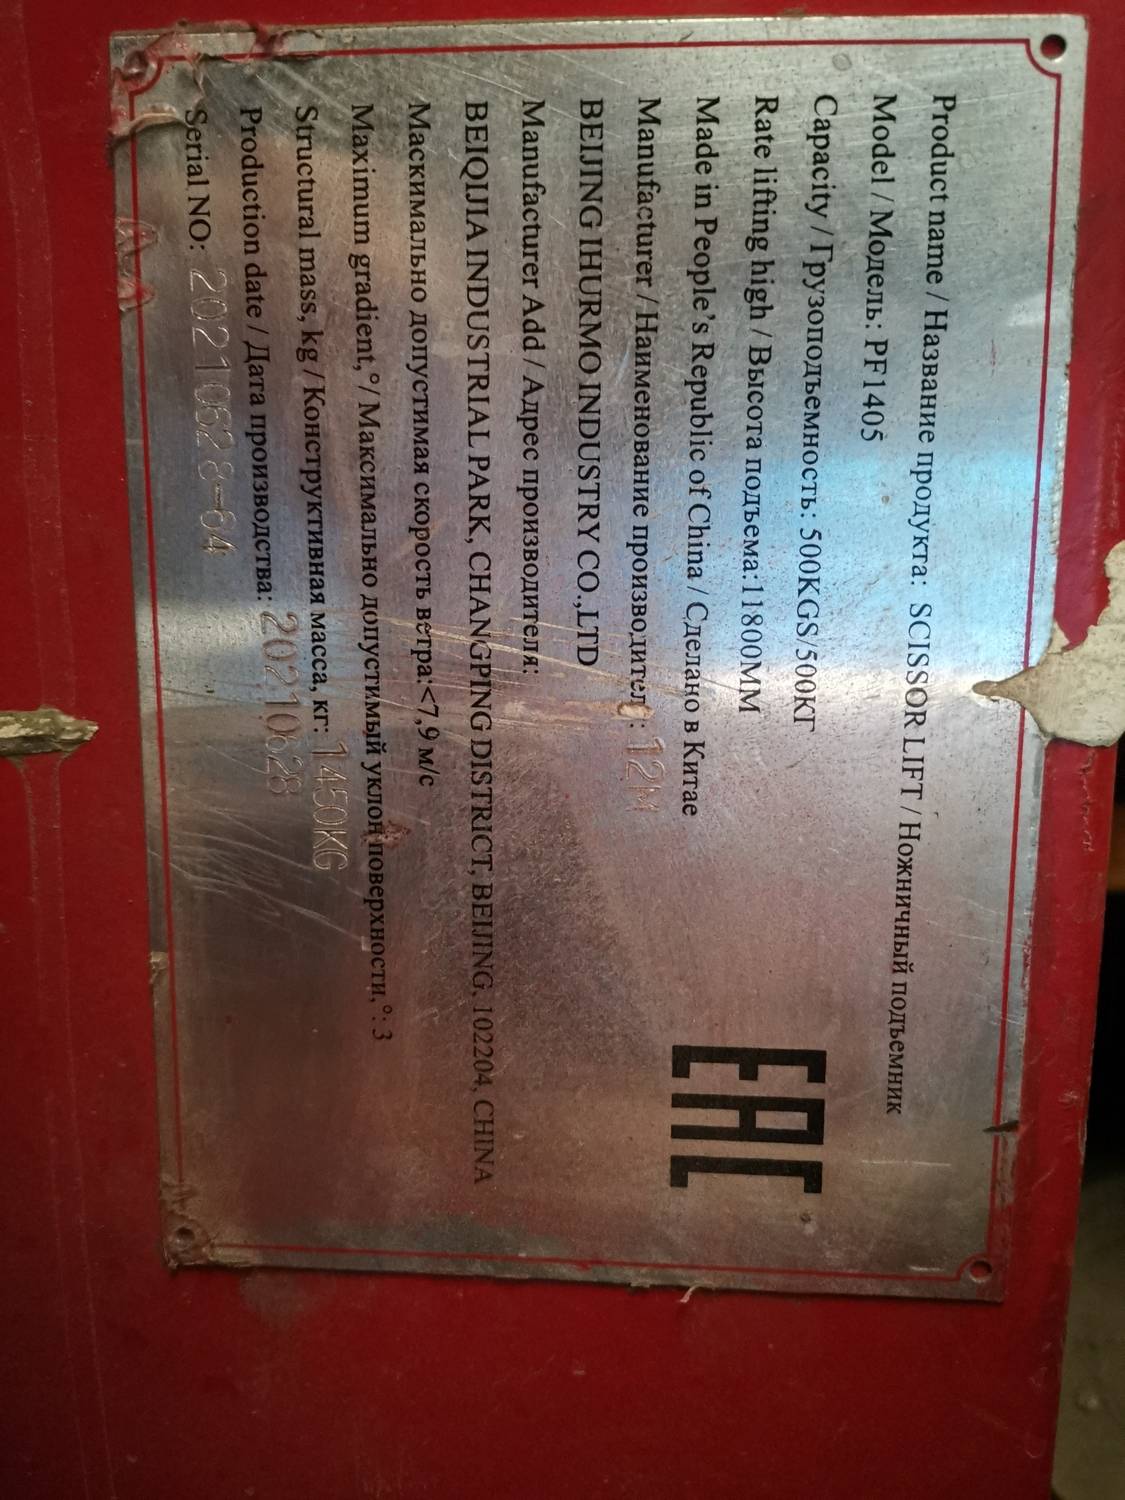 Product name / Название продукта: SCISSOR LIFT / Ножничный подъемник
Model / Модель: PF1405
Capacity / Грузоподъемность: 500KGS/500КГ
Rate lifting high / Высота подъема:11800MM
Made in People's Republic of China / Сделано в Китае
Manufacturer / Наименование производител : 12M
BEIJING IHURMO INDUSTRY CO.,LTD
Manufacturer Add / Адрес производителя:
BEIQIJIA INDUSTRIAL PARK, CHANGPING DISTRICT, BEIJING, 102204, CHINA
Маскимально допустимая скорость ветра:<7,9 м/с
Maximum gradient,°/ Максимально допустимый уклон поверхности,°: 3
Structural mass, kg / Конструктивная масса, кг: 1450KG
Production date / Дата производства: 20210628
Serial NO: 20210628-64
EAC